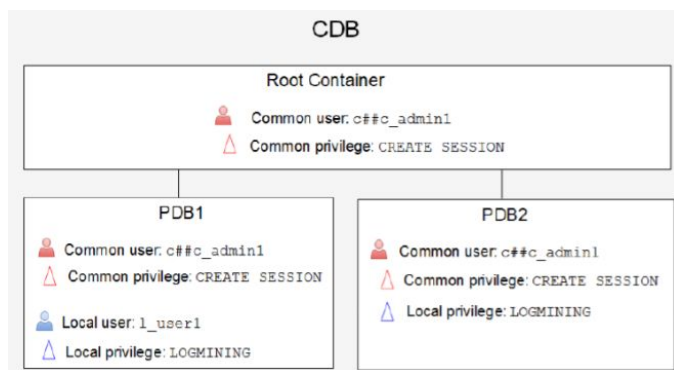 CDB
Root Container
Common user: c##c_admin1
Common privilege: CREATE SESSION
PDB1
Common user: c##c_admin1
Common privilege: CREATE SESSION
Local user: l_user1
Local privilege: LOGMINING
PDB2
Common user: c##c_admin1
Common privilege: CREATE SESSION
Local privilege: LOGMINING